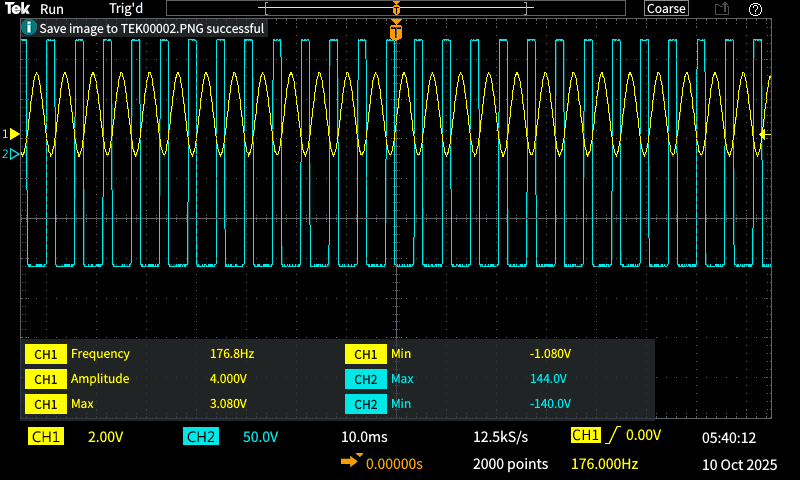 Tek Run Trig'd T Coarse ?
i Save image to TEK00002.PNG successful
T
1
2
CH1 Frequency 176.8Hz CH1 Min -1.080V
CH1 Amplitude 4.000V CH2 Max 144.0V
CH1 Max 3.080V CH2 Min -140.0V
CH1 2.00V CH2 50.0V 10.0ms 12.5kS/s CH1 0.00V 05:40:12
0.00000s 2000 points 176.000Hz 10 Oct 2025